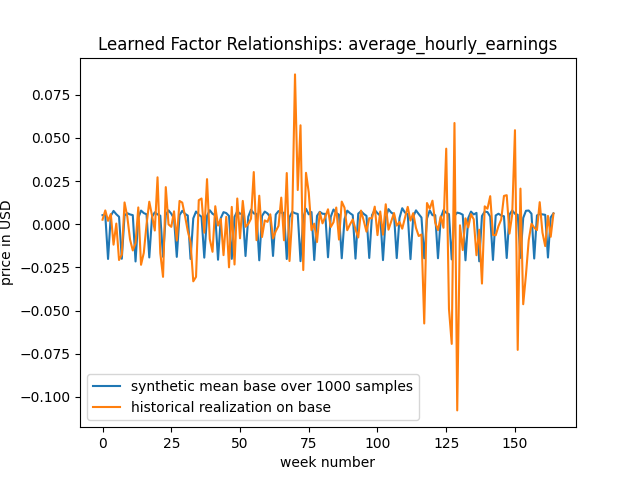 Learned Factor Relationships: average_hourly_earnings
price in USD
0.075
0.050
0.025
0.000
−0.025
−0.050
−0.075
−0.100
synthetic mean base over 1000 samples
historical realization on base
0 25 50 75 100 125 150
week number